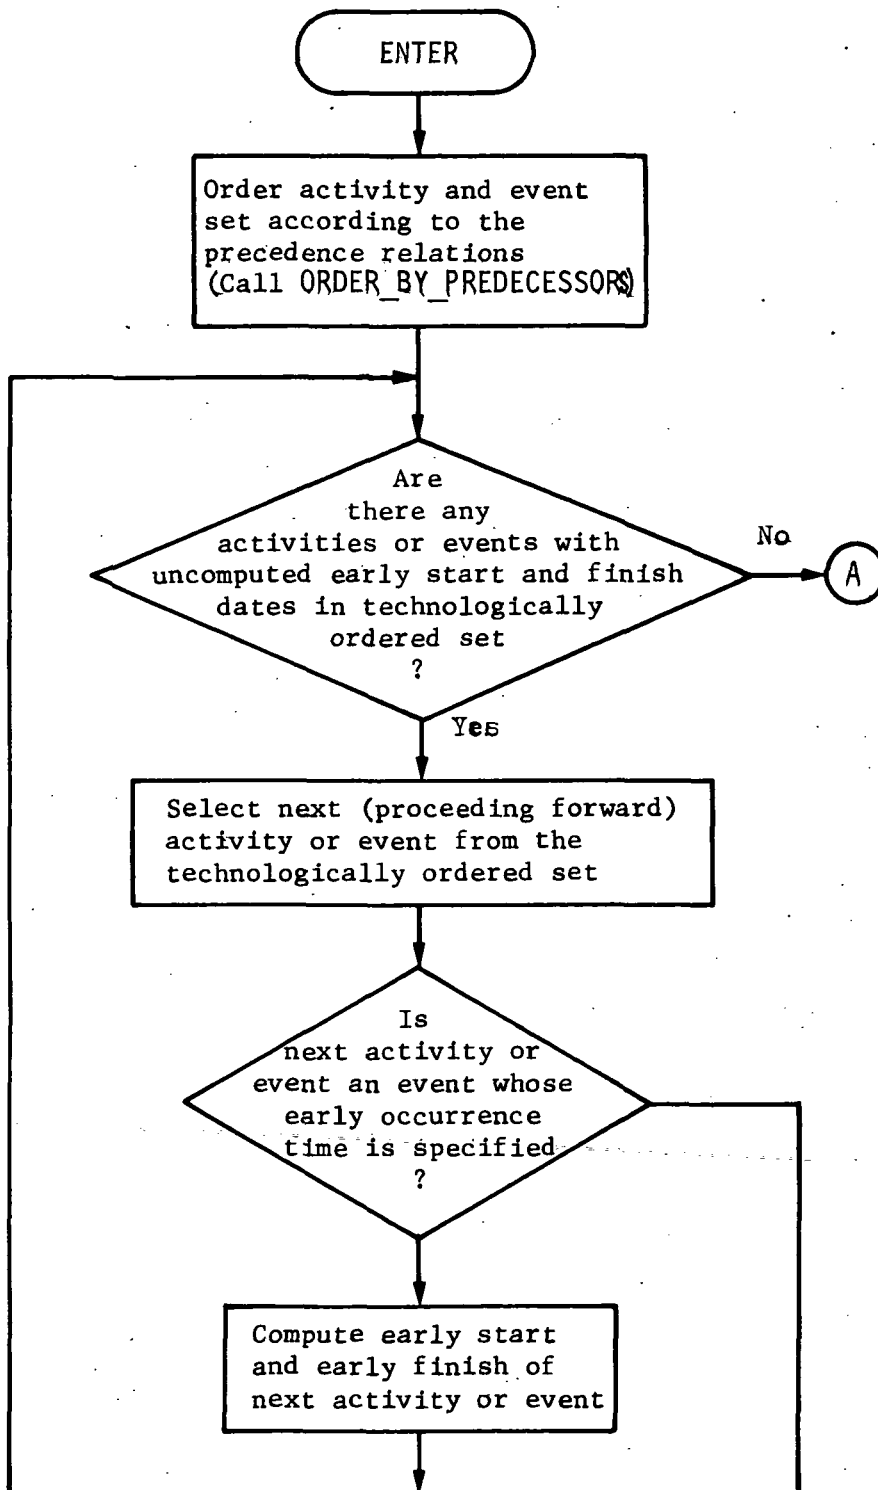 ENTER
Order activity and event
set according to the
precedence relations
(Call ORDER_BY_PREDECESSORS)
Are
there any
activities or events with
uncomputed early start and finish
dates in technologically
ordered set
?
No
A
Yes
Select next (proceeding forward)
activity or event from the
technologically ordered set
Is
next activity or
event an event whose
early occurrence
time is specified
?
Compute early start
and early finish of
next activity or event